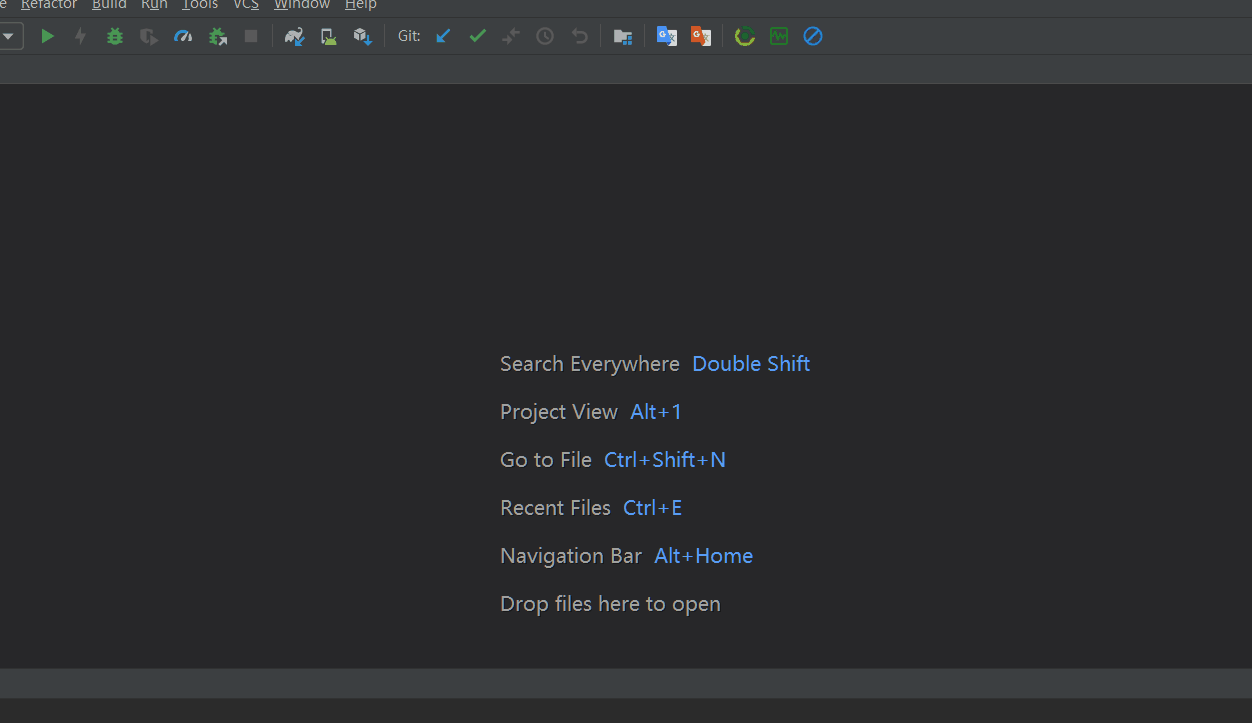 e Refactor Build Run Tools VCS Window Help
Git:
Search Everywhere Double Shift
Project View Alt+1
Go to File Ctrl+Shift+N
Recent Files Ctrl+E
Navigation Bar Alt+Home
Drop files here to open